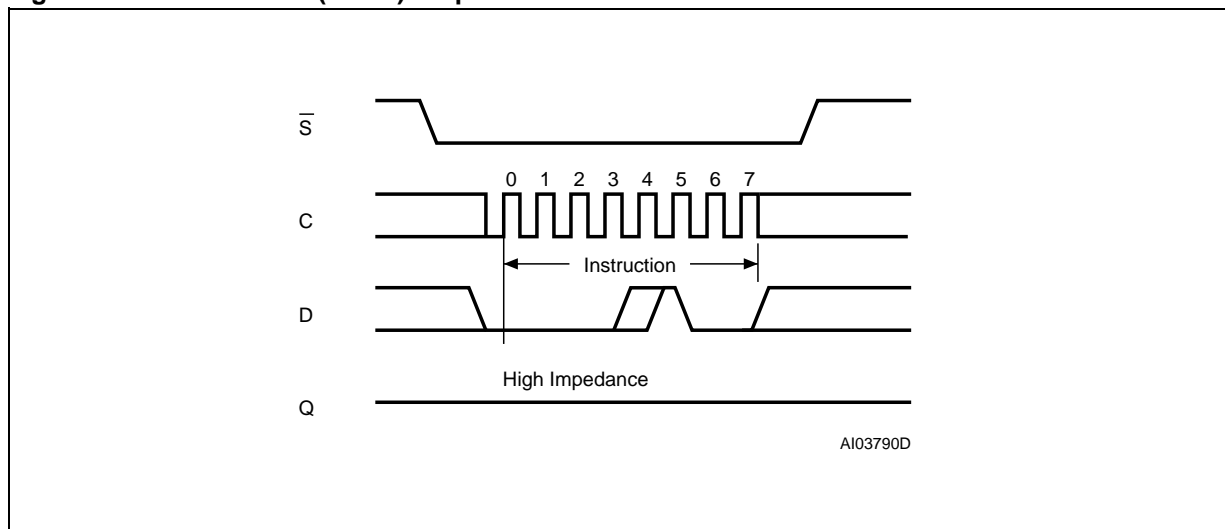 S̅
0 1 2 3 4 5 6 7
C
Instruction
D
High Impedance
Q
AI03790D